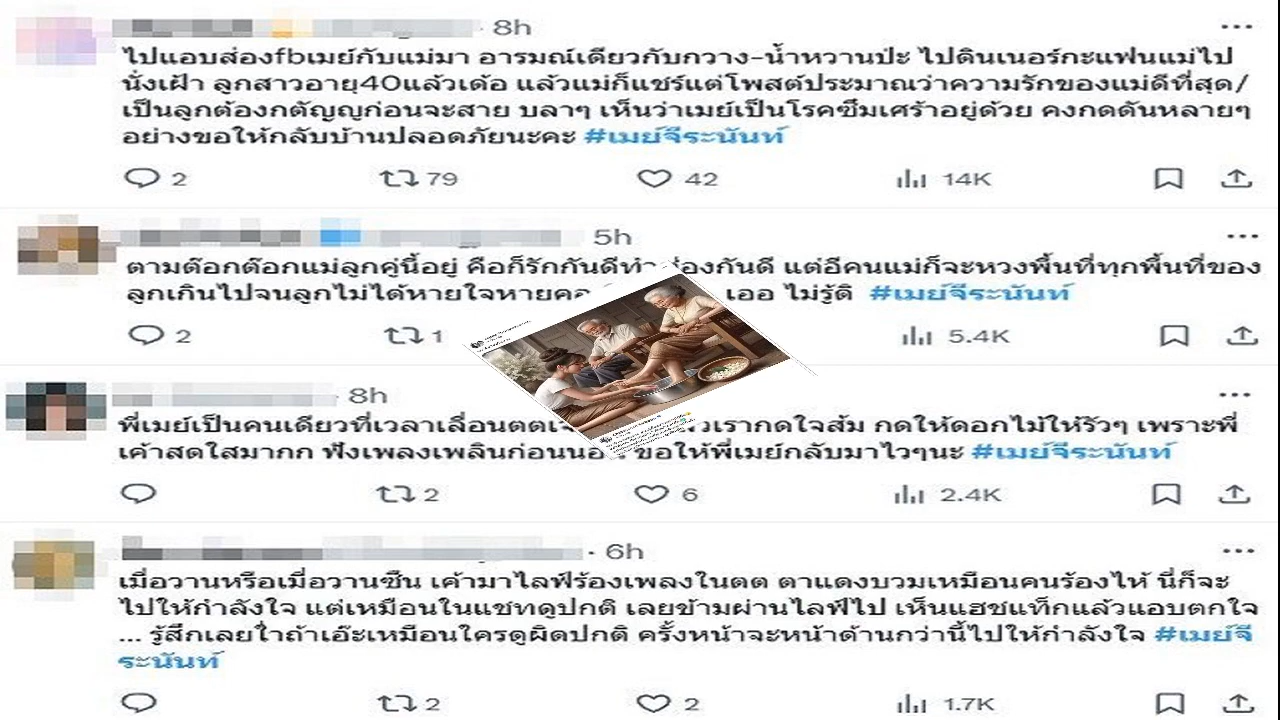 8h
ไปแอบส่องfbเมย์กับแม่มา อารมณ์เดียวกับกวาง-น้ำหวานป่ะ ไปดินเนอร์กะแฟนแม่ไป
นั่งเฝ้า ลูกสาวอายุ40แล้วเด้อ แล้วแม่ก็แชร์แต่โพสต์ประมาณว่าความรักของแม่ดีที่สุด/
เป็นลูกต้องกตัญญูก่อนจะสาย บลาๆ เห็นว่าเมย์เป็นโรคซึมเศร้าอยู่ด้วย คงกดดันหลายๆ
อย่างขอให้กลับบ้านปลอดภัยนะคะ #เมย์จีระนันท์
2 79 42 14K
5h
ตามต๊อกต๊อกแม่ลูกคู่นี้อยู่ คือก็รักกันดี กันดี แต่อีคนแม่ก็จะหวงพื้นที่ทุกพื้นที่ของ
ลูกเกินไปจนลูกไม่ได้หายใจหายคอ เออ ไม่รู้ดิ #เมย์จีระนันท์
2 1 5.4K
8h
พี่เมย์เป็นคนเดียวที่เวลาเลื่อนตต เรากดใจส้ม กดให้ดอกไม้ให้รัวๆ เพราะพี่
เค้าสดใสมากก ฟังเพลงเพลินก่อนนอน ขอให้พี่เมย์กลับมาไวๆนะ #เมย์จีระนันท์
2 6 2.4K
6h
เมื่อวานหรือเมื่อวานซืน เค้ามาไลฟ์ร้องเพลงในตต ตาแดงบวมเหมือนคนร้องไห้ นี่ก็จะ
ไปให้กำลังใจ แต่เหมือนในแชทดูปกติ เลยข้ามผ่านไลฟ์ไป เห็นแฮชแท็กแล้วแอบตกใจ
... รู้สึกเลยใำถ้าเอ๊ะเหมือนใครดูผิดปกติ ครั้งหน้าจะหน้าด้านกว่านี้ไปให้กำลังใจ #เมย์จี
ระนันท์
2 2 1.7K